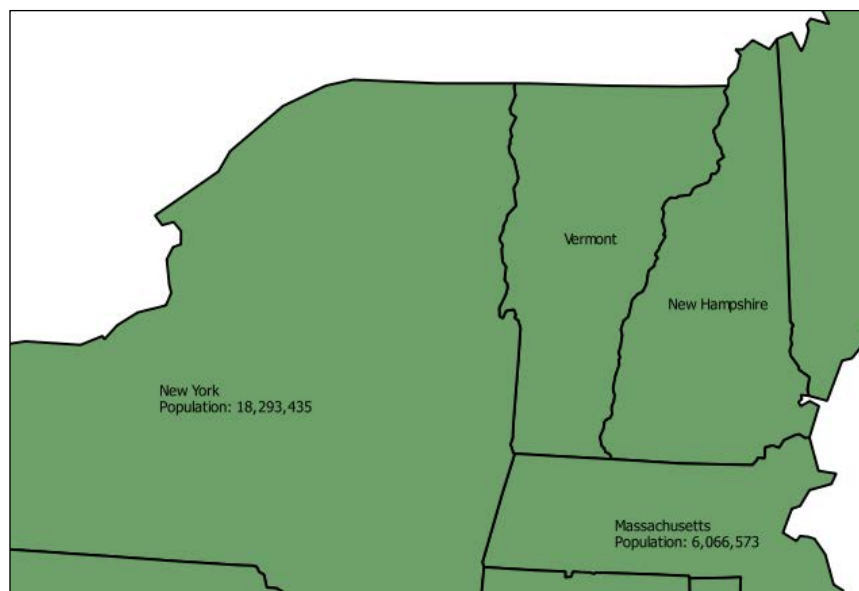 Vermont
New Hampshire
New York
Population: 18,293,435
Massachusetts
Population: 6,066,573